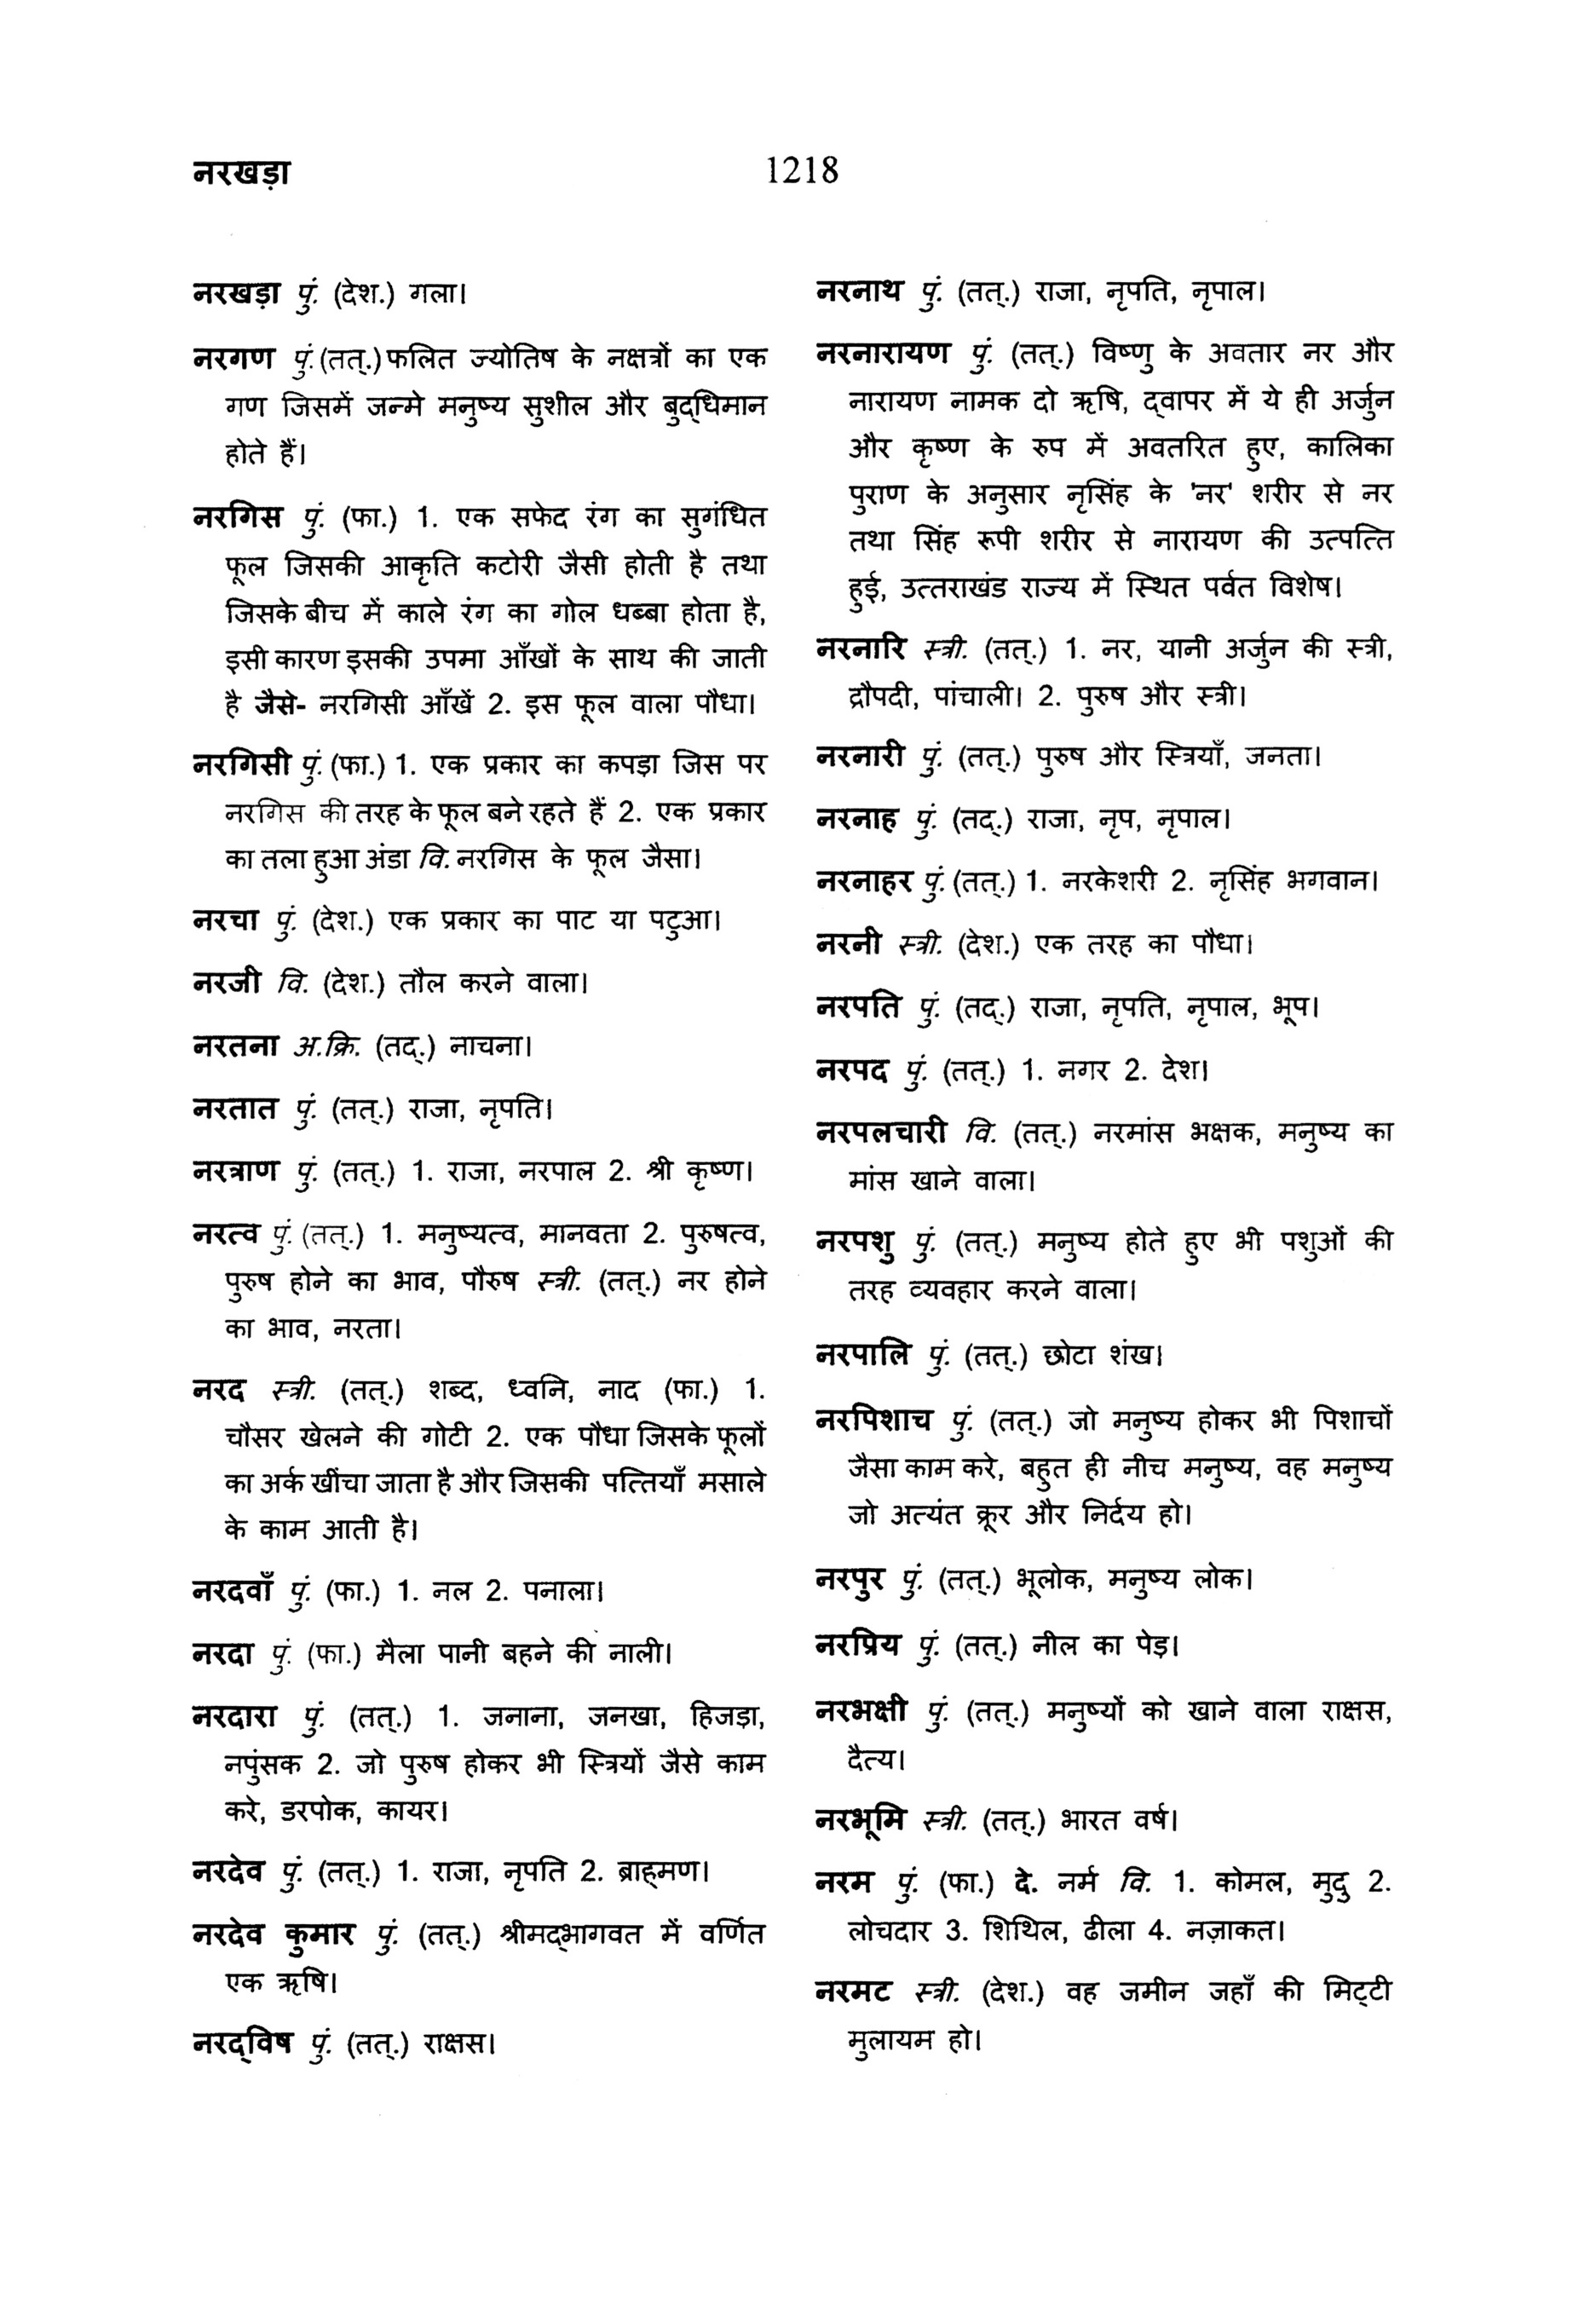 नरखड़ा
1218
नरखड़ा पुं. (देश.) गला।
नरगण पुं.(तत्.)फलित ज्योतिष के नक्षत्रों का एक
गण जिसमें जन्मे मनुष्य सुशील और बुद्‌धिमान
होते हैं।
नरगिस पुं. (फा.) 1. एक सफेद रंग का सुगंधित
फूल जिसकी आकृति कटोरी जैसी होती है तथा
जिसके बीच में काले रंग का गोल धब्बा होता है,
इसी कारण इसकी उपमा आँखों के साथ की जाती
है जैसे- नरगिसी आँखें 2. इस फूल वाला पौधा।
नरगिसी पुं. (फा.) 1. एक प्रकार का कपड़ा जिस पर
नरगिस की तरह के फूल बने रहते हैं 2. एक प्रकार
का तला हुआ अंडा वि. नरगिस के फूल जैसा।
नरचा पुं. (देश.) एक प्रकार का पाट या पटुआ।
नरजी वि. (देश.) तौल करने वाला।
नरतना अ.क्रि. (तद्.) नाचना।
नरतात पुं. (तत्.) राजा, नृपति।
नरत्राण पुं. (तत्.) 1. राजा, नरपाल 2. श्री कृष्ण।
नरत्व पुं. (तत्.) 1. मनुष्यत्व, मानवता 2. पुरुषत्व,
पुरुष होने का भाव, पौरुष स्त्री. (तत्.) नर होने
का भाव, नरता।
नरद स्त्री. (तत्.) शब्द, ध्वनि, नाद (फा.) 1.
चौसर खेलने की गोटी 2. एक पौधा जिसके फूलों
का अर्क खींचा जाता है और जिसकी पत्तियाँ मसाले
के काम आती है।
नरदवाँ पुं. (फा.) 1. नल 2. पनाला।
नरदा पुं. (फा.) मैला पानी बहने की नाली।
नरदारा पुं. (तत्.) 1. जनाना, जनखा, हिजड़ा,
नपुंसक 2. जो पुरुष होकर भी स्त्रियों जैसे काम
करे, डरपोक, कायर।
नरदेव पुं. (तत्.) 1. राजा, नृपति 2. ब्राह्‌मण।
नरदेव कुमार पुं. (तत्.) श्रीमद्‌भागवत में वर्णित
एक ऋषि।
नरद्‌विष पुं. (तत्.) राक्षस।
नरनाथ पुं. (तत्.) राजा, नृपति, नृपाल।
नरनारायण पुं. (तत्.) विष्णु के अवतार नर और
नारायण नामक दो ऋषि, द्‌वापर में ये ही अर्जुन
और कृष्ण के रुप में अवतरित हुए, कालिका
पुराण के अनुसार नृसिंह के 'नर' शरीर से नर
तथा सिंह रूपी शरीर से नारायण की उत्पत्ति
हुई, उत्तराखंड राज्य में स्थित पर्वत विशेष।
नरनारि स्त्री. (तत्.) 1. नर, यानी अर्जुन की स्त्री,
द्रौपदी, पांचाली। 2. पुरुष और स्त्री।
नरनारी पुं. (तत्.) पुरुष और स्त्रियाँ, जनता।
नरनाह पुं. (तद्.) राजा, नृप, नृपाल।
नरनाहर पुं. (तत्.) 1. नरकेशरी 2. नृसिंह भगवान।
नरनी स्त्री. (देश.) एक तरह का पौधा।
नरपति पुं. (तद्.) राजा, नृपति, नृपाल, भूप।
नरपद पुं. (तत्.) 1. नगर 2. देश।
नरपलचारी वि. (तत्.) नरमांस भक्षक, मनुष्य का
मांस खाने वाला।
नरपशु पुं. (तत्.) मनुष्य होते हुए भी पशुओं की
तरह व्यवहार करने वाला।
नरपालि पुं. (तत्.) छोटा शंख।
नरपिशाच पुं. (तत्.) जो मनुष्य होकर भी पिशाचों
जैसा काम करे, बहुत ही नीच मनुष्य, वह मनुष्य
जो अत्यंत क्रूर और निर्दय हो।
नरपुर पुं. (तत्.) भूलोक, मनुष्य लोक।
नरप्रिय पुं. (तत्.) नील का पेड़।
नरभक्षी पुं. (तत्.) मनुष्यों को खाने वाला राक्षस,
दैत्य।
नरभूमि स्त्री. (तत्.) भारत वर्ष।
नरम पुं. (फा.) दे. नर्म वि. 1. कोमल, मुदु 2.
लोचदार 3. शिथिल, ढीला 4. नज़ाकत।
नरमट स्त्री. (देश.) वह जमीन जहाँ की मिट्‌टी
मुलायम हो।